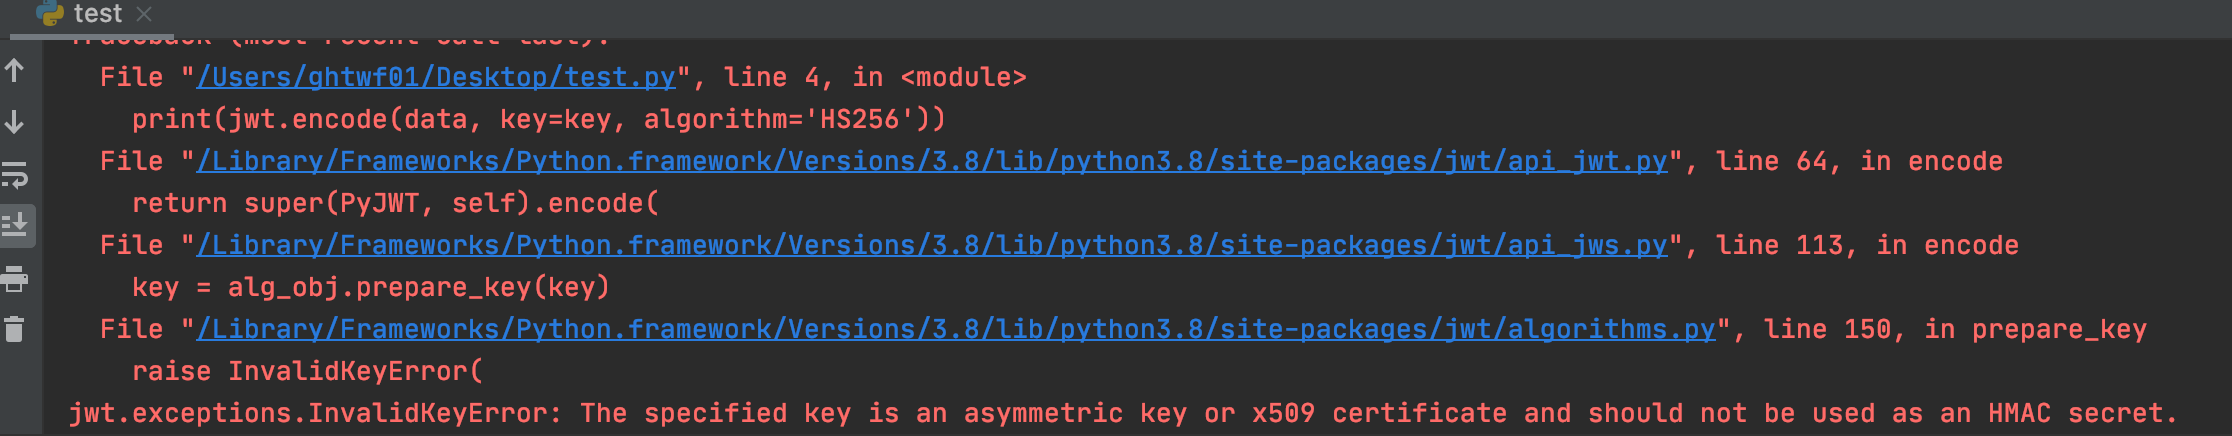 test
Traceback (most recent call last):
File "/Users/ghtwf01/Desktop/test.py", line 4, in <module>
print(jwt.encode(data, key=key, algorithm='HS256'))
File "/Library/Frameworks/Python.framework/Versions/3.8/lib/python3.8/site-packages/jwt/api_jwt.py", line 64, in encode
return super(PyJWT, self).encode(
File "/Library/Frameworks/Python.framework/Versions/3.8/lib/python3.8/site-packages/jwt/api_jws.py", line 113, in encode
key = alg_obj.prepare_key(key)
File "/Library/Frameworks/Python.framework/Versions/3.8/lib/python3.8/site-packages/jwt/algorithms.py", line 150, in prepare_key
raise InvalidKeyError(
jwt.exceptions.InvalidKeyError: The specified key is an asymmetric key or x509 certificate and should not be used as an HMAC secret.